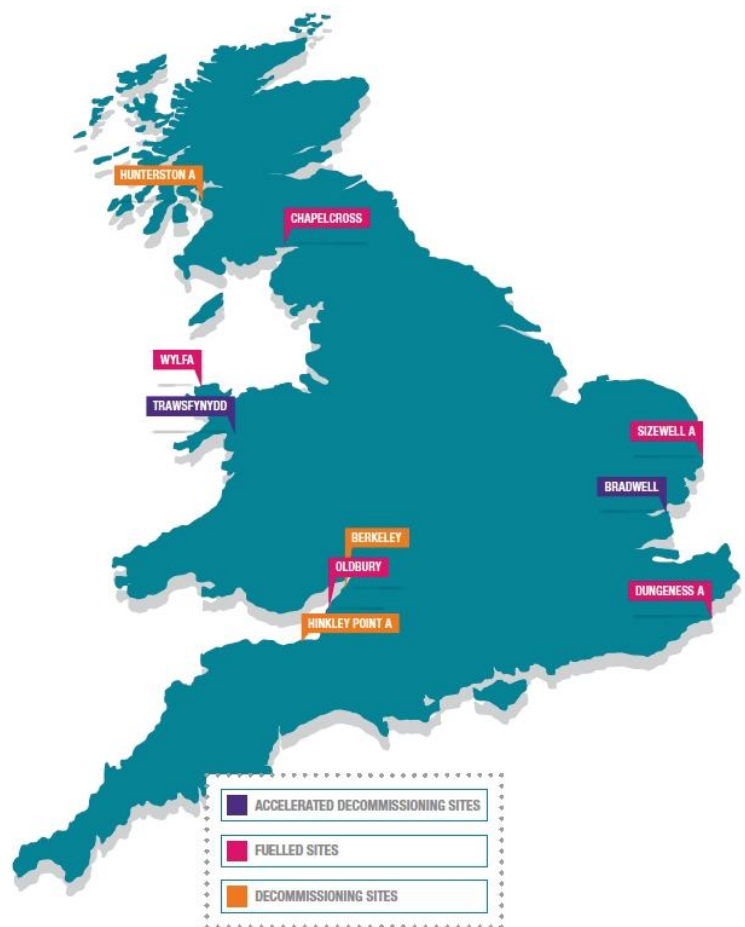 HUNTERSTON A
CHAPELCROSS
WYLFA
TRAWSFYNYDD
SIZEWELL A
BRADWELL
BERKELEY
OLDBURY
DUNGENESS A
HINKLEY POINT A
ACCELERATED DECOMMISSIONING SITES
FUELLED SITES
DECOMMISSIONING SITES